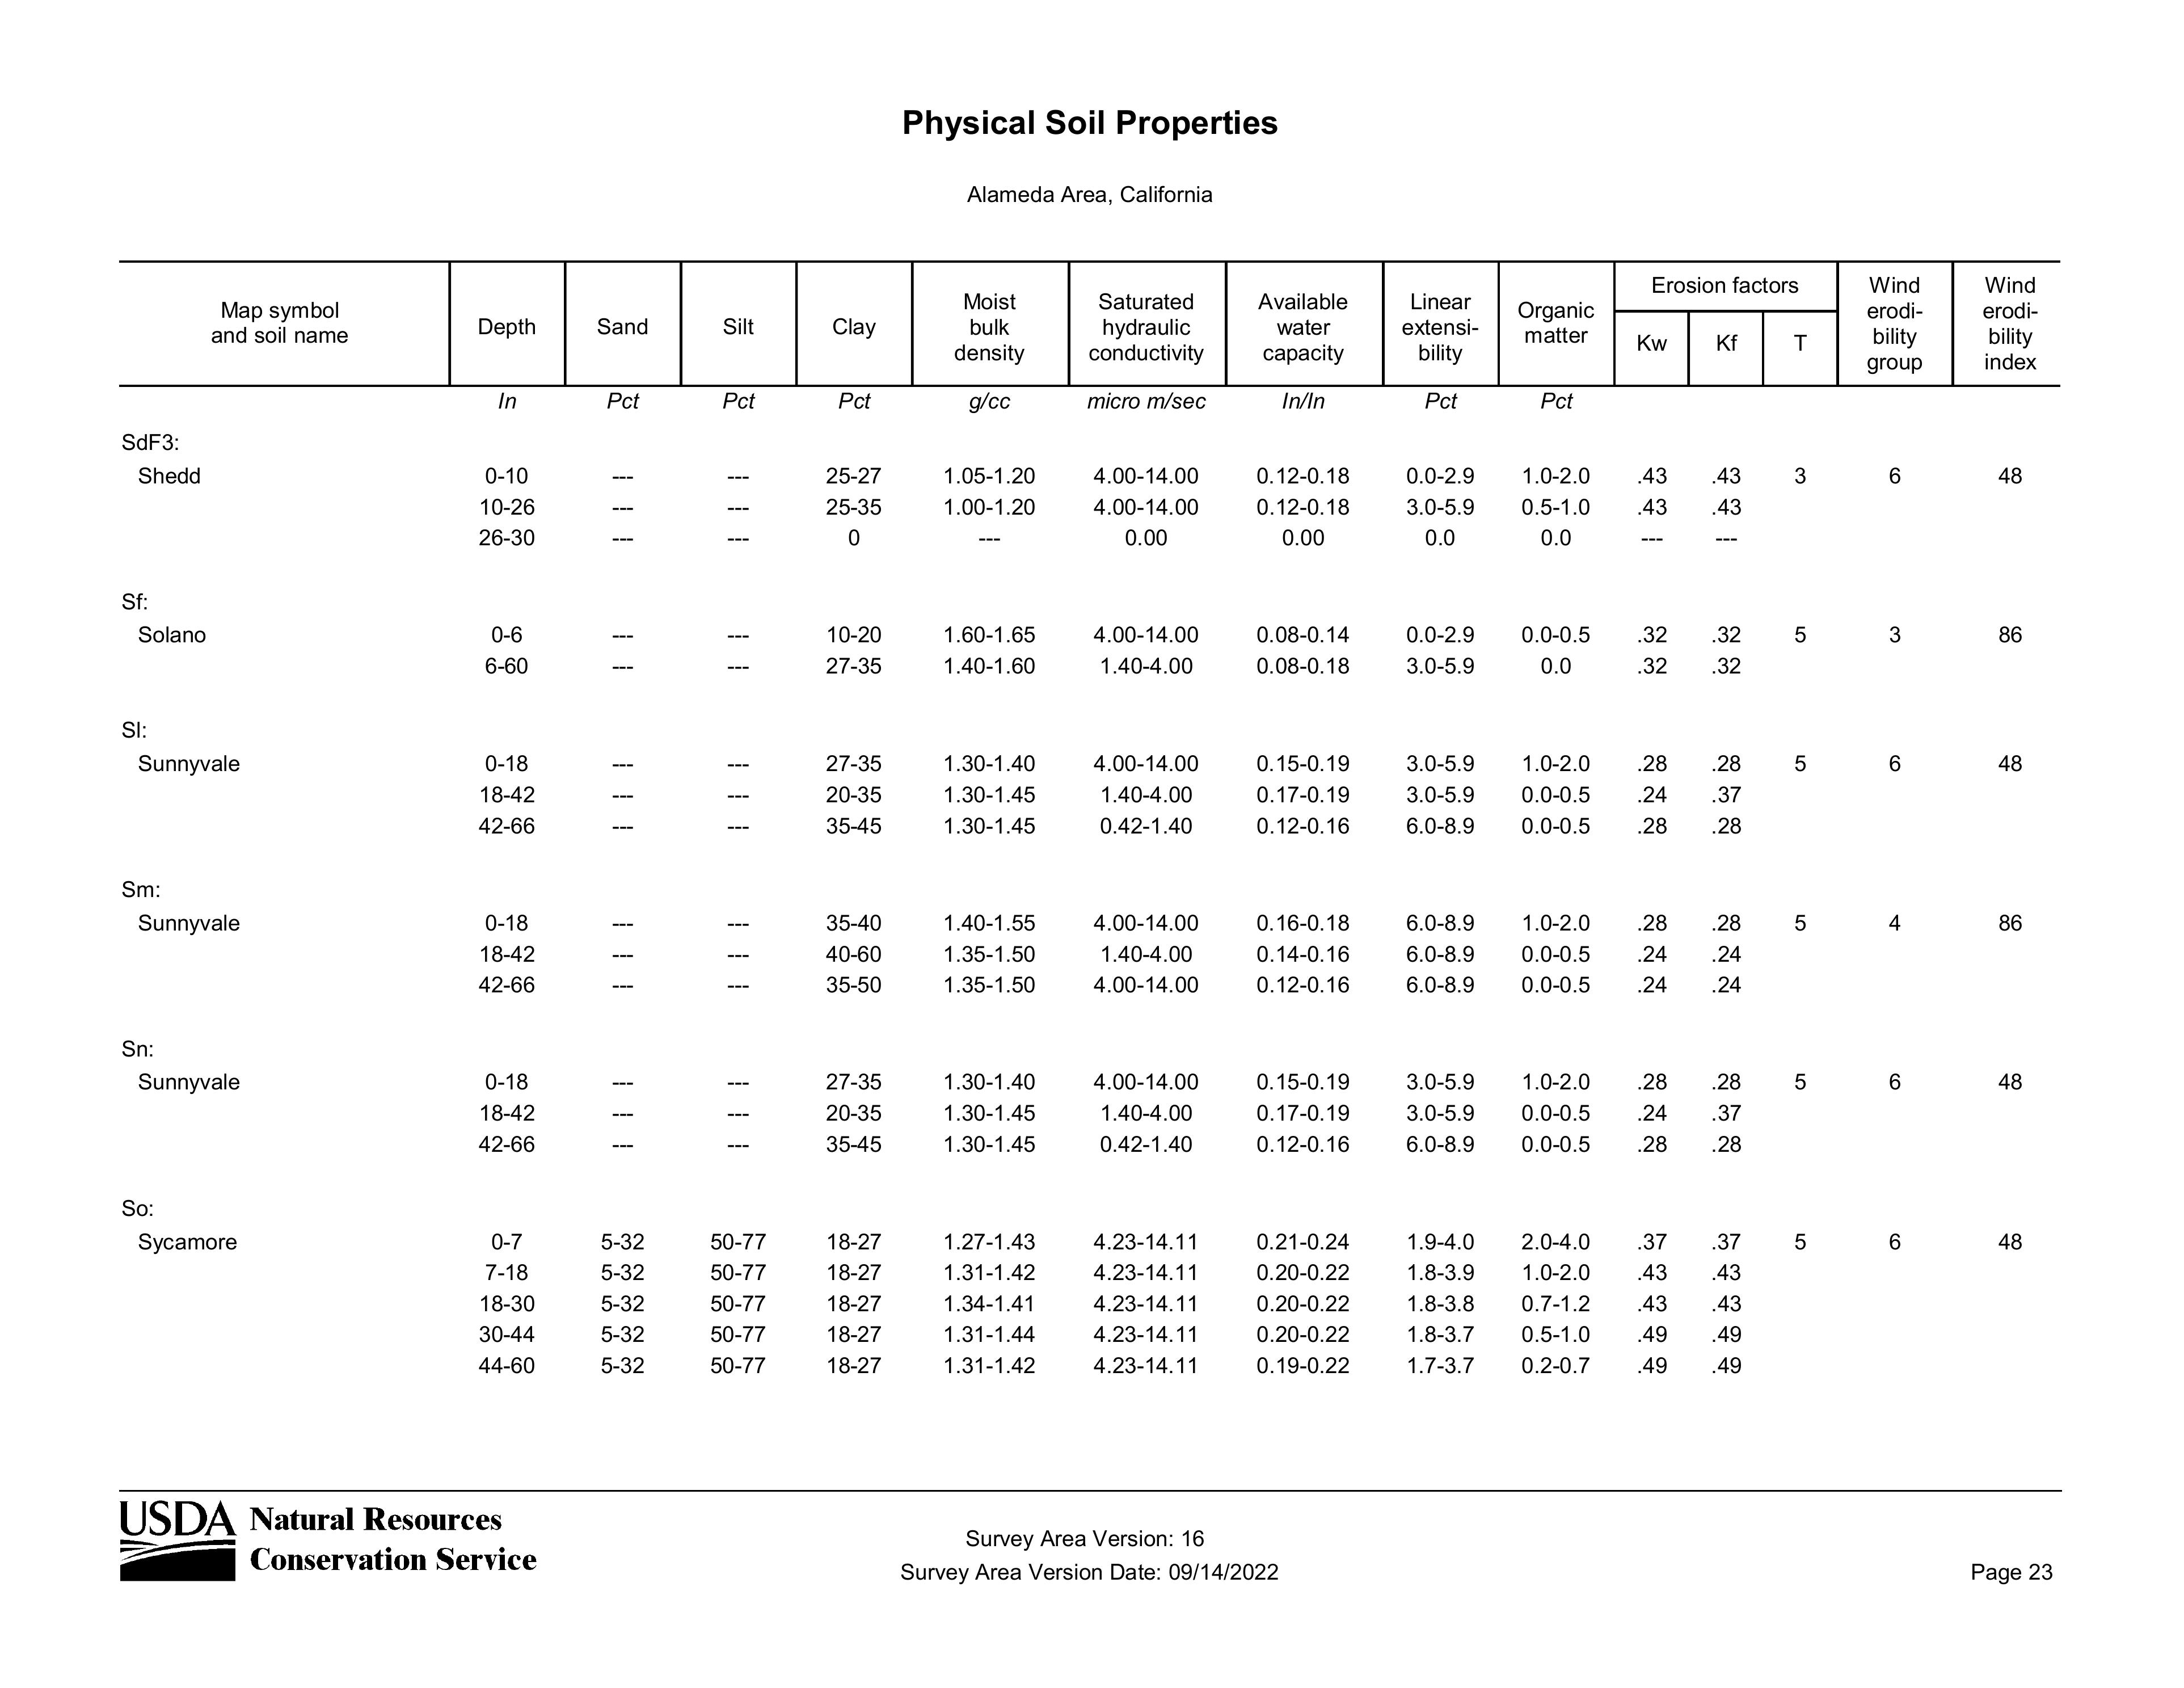 Physical Soil Properties
Alameda Area, California
Map symbol and soil name Depth Sand Silt Clay Moist bulk density Saturated hydraulic conductivity Available water capacity Linear extensi- bility Organic matter Erosion factors Kw Kf T Wind erodi- bility group Wind erodi- bility index
In Pct Pct Pct g/cc micro m/sec In/In Pct Pct
SdF3:
Shedd 0-10 --- --- 25-27 1.05-1.20 4.00-14.00 0.12-0.18 0.0-2.9 1.0-2.0 .43 .43 3 6 48
10-26 --- --- 25-35 1.00-1.20 4.00-14.00 0.12-0.18 3.0-5.9 0.5-1.0 .43 .43
26-30 --- --- 0 --- 0.00 0.00 0.0 0.0 --- ---
Sf:
Solano 0-6 --- --- 10-20 1.60-1.65 4.00-14.00 0.08-0.14 0.0-2.9 0.0-0.5 .32 .32 5 3 86
6-60 --- --- 27-35 1.40-1.60 1.40-4.00 0.08-0.18 3.0-5.9 0.0 .32 .32
Sl:
Sunnyvale 0-18 --- --- 27-35 1.30-1.40 4.00-14.00 0.15-0.19 3.0-5.9 1.0-2.0 .28 .28 5 6 48
18-42 --- --- 20-35 1.30-1.45 1.40-4.00 0.17-0.19 3.0-5.9 0.0-0.5 .24 .37
42-66 --- --- 35-45 1.30-1.45 0.42-1.40 0.12-0.16 6.0-8.9 0.0-0.5 .28 .28
Sm:
Sunnyvale 0-18 --- --- 35-40 1.40-1.55 4.00-14.00 0.16-0.18 6.0-8.9 1.0-2.0 .28 .28 5 4 86
18-42 --- --- 40-60 1.35-1.50 1.40-4.00 0.14-0.16 6.0-8.9 0.0-0.5 .24 .24
42-66 --- --- 35-50 1.35-1.50 4.00-14.00 0.12-0.16 6.0-8.9 0.0-0.5 .24 .24
Sn:
Sunnyvale 0-18 --- --- 27-35 1.30-1.40 4.00-14.00 0.15-0.19 3.0-5.9 1.0-2.0 .28 .28 5 6 48
18-42 --- --- 20-35 1.30-1.45 1.40-4.00 0.17-0.19 3.0-5.9 0.0-0.5 .24 .37
42-66 --- --- 35-45 1.30-1.45 0.42-1.40 0.12-0.16 6.0-8.9 0.0-0.5 .28 .28
So:
Sycamore 0-7 5-32 50-77 18-27 1.27-1.43 4.23-14.11 0.21-0.24 1.9-4.0 2.0-4.0 .37 .37 5 6 48
7-18 5-32 50-77 18-27 1.31-1.42 4.23-14.11 0.20-0.22 1.8-3.9 1.0-2.0 .43 .43
18-30 5-32 50-77 18-27 1.34-1.41 4.23-14.11 0.20-0.22 1.8-3.8 0.7-1.2 .43 .43
30-44 5-32 50-77 18-27 1.31-1.44 4.23-14.11 0.20-0.22 1.8-3.7 0.5-1.0 .49 .49
44-60 5-32 50-77 18-27 1.31-1.42 4.23-14.11 0.19-0.22 1.7-3.7 0.2-0.7 .49 .49
USDA Natural Resources
Conservation Service
Survey Area Version: 16
Survey Area Version Date: 09/14/2022
Page 23